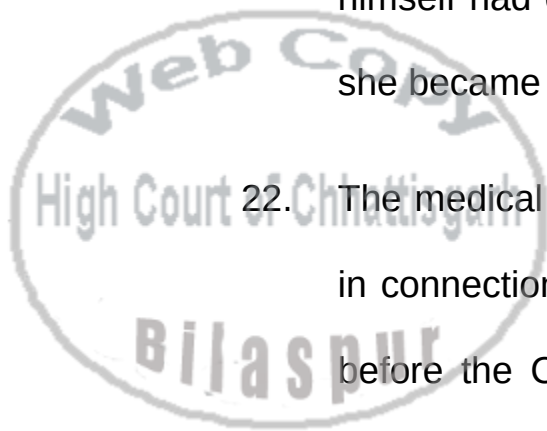 himself had
she became
22. The medical
in connection
before the C
Web Copy
High Court of Chhattisgarh
Bilaspur